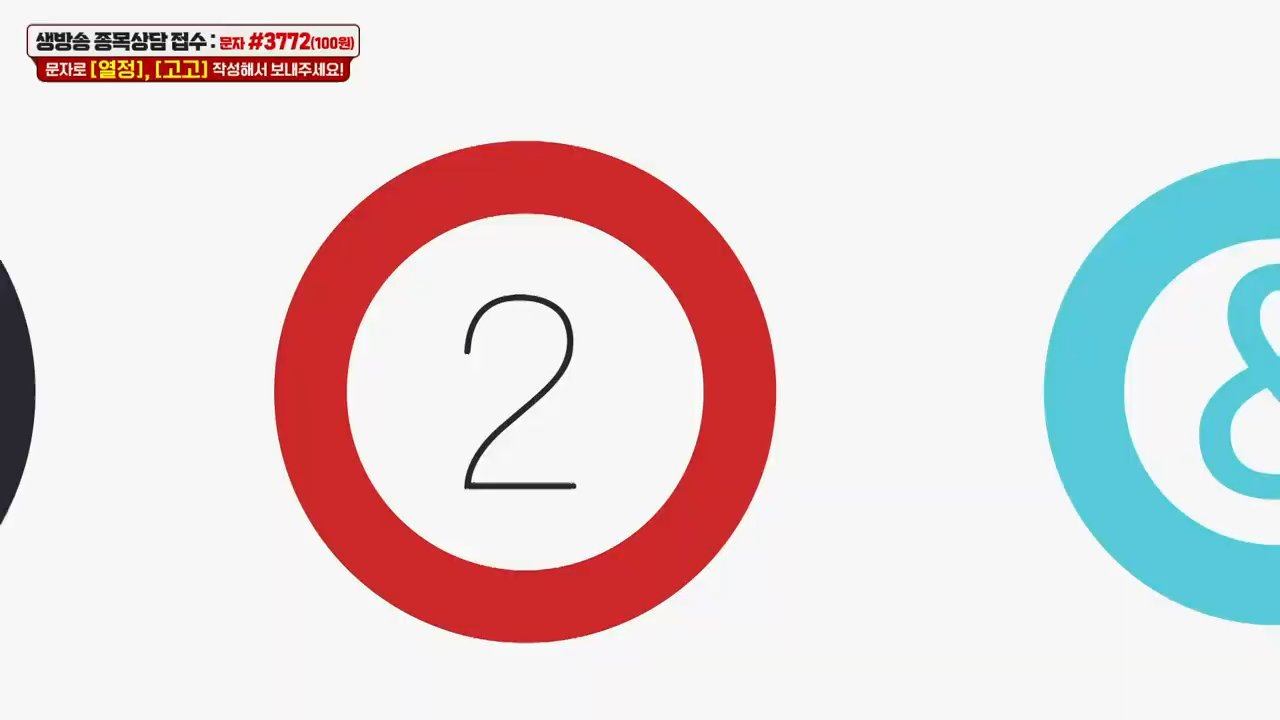 생방송 종목상담 접수 : 문자 #3772(100원)
문자로 [열정], [고고] 작성해서 보내주세요!
2
&